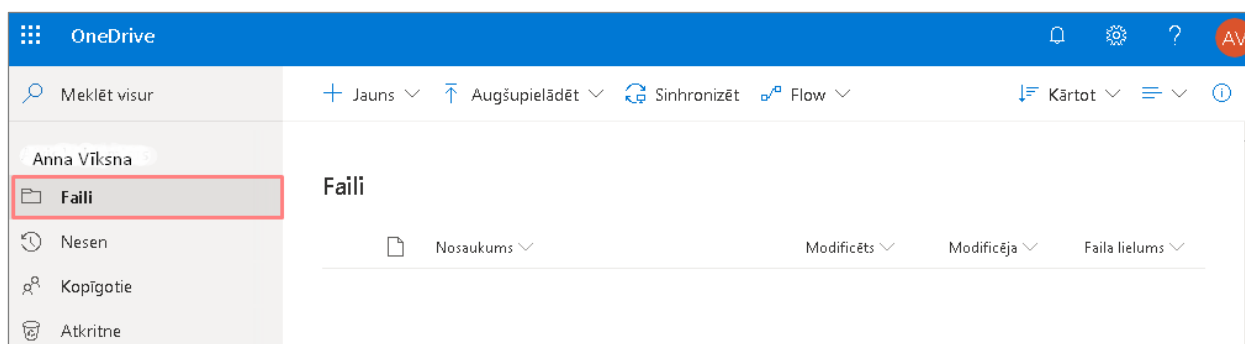 OneDrive
AV
Meklēt visur
Jauns
Augšupielādēt
Sinhronizēt
Flow
Kārtot
Anna Vīksna
Faili
Nesen
Kopīgotie
Atkritne
Faili
Nosaukums
Modificēts
Modificēja
Faila lielums